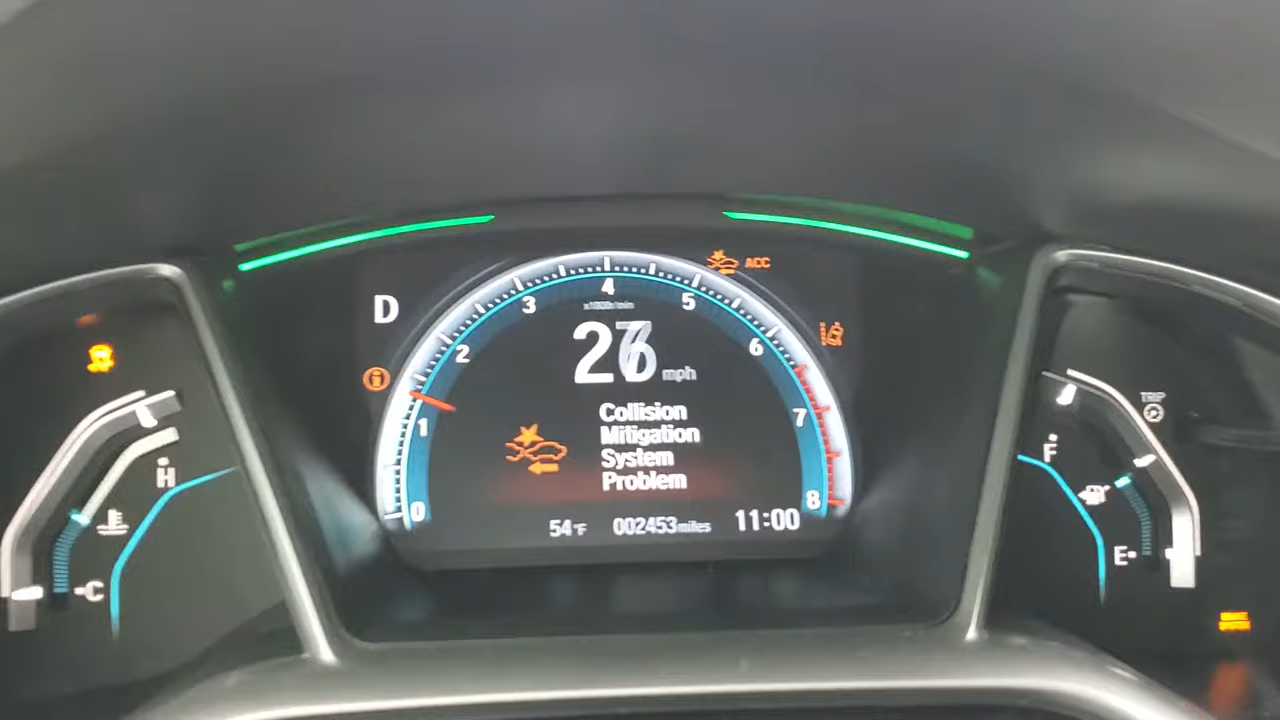 ACC
D
4
x1000r/min
3
5
2
6
mph
Collision
Mitigation
System
Problem
1
7
0
8
54°F
002453miles
11:00
H
C
TRIP
F
E